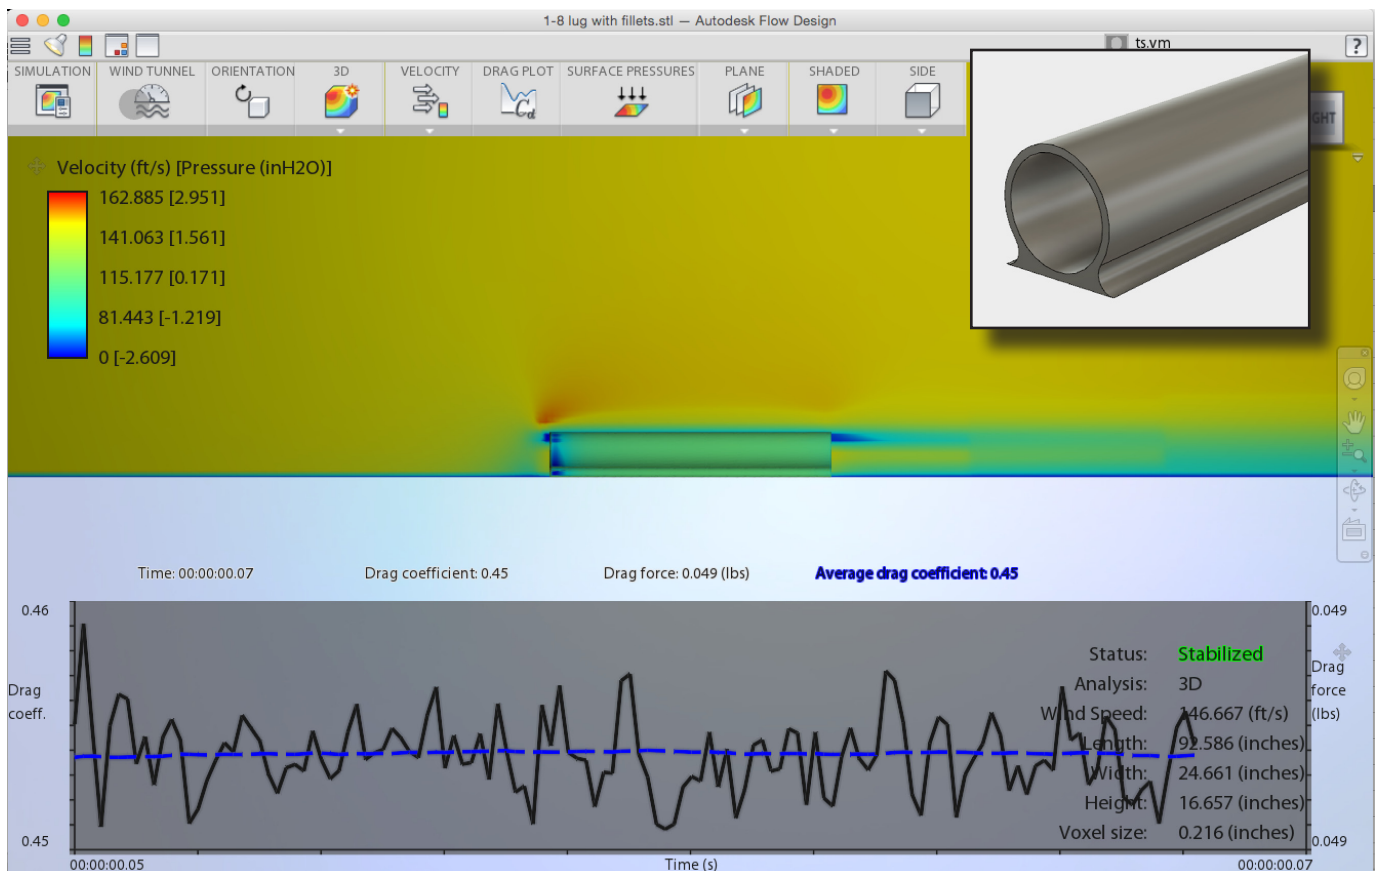 1-8 lug with fillets.stl — Autodesk Flow Design
ts.vm
?
SIMULATION WIND TUNNEL ORIENTATION 3D VELOCITY DRAG PLOT SURFACE PRESSURES PLANE SHADED SIDE
Cd
GHT
Velocity (ft/s) [Pressure (inH2O)]
162.885 [2.951]
141.063 [1.561]
115.177 [0.171]
81.443 [-1.219]
0 [-2.609]
Time: 00:00:00.07 Drag coefficient: 0.45 Drag force: 0.049 (lbs) Average drag coefficient: 0.45
0.46
0.049
Drag
coeff.
Drag
force
(lbs)
Status: Stabilized
Analysis: 3D
Wind Speed: 146.667 (ft/s)
Length: 92.586 (inches)
Width: 24.661 (inches)
Height: 16.657 (inches)
Voxel size: 0.216 (inches)
0.45
0.049
00:00:00.05 Time (s) 00:00:00.07